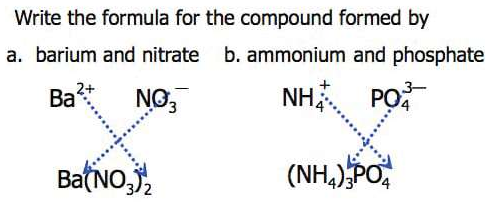 Write the formula for the compound formed by
a. barium and nitrate b. ammonium and phosphate
Ba²⁺ NO₃⁻ NH₄⁺ PO₄³⁻
Ba(NO₃)₂ (NH₄)₃PO₄